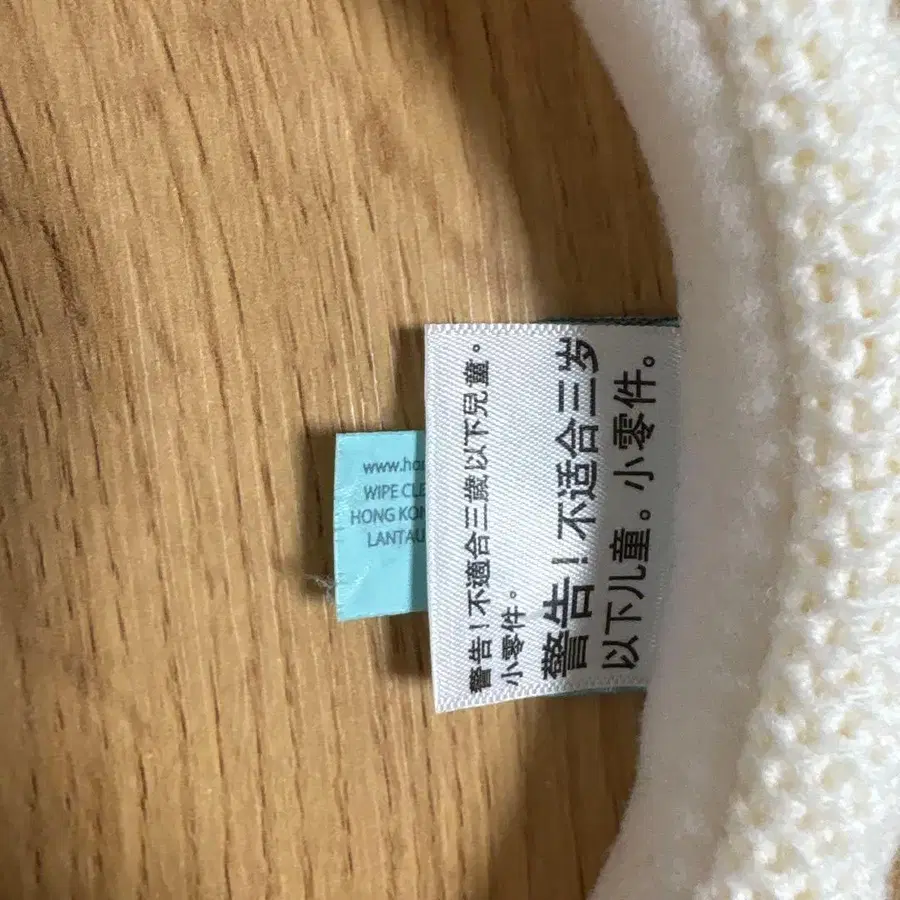 警告！不適合三歲以下兒童。
小零件。
警告！不适合三岁
以下儿童。小零件。
www.ho
WIPE CLE
HONG KON
LANTAU